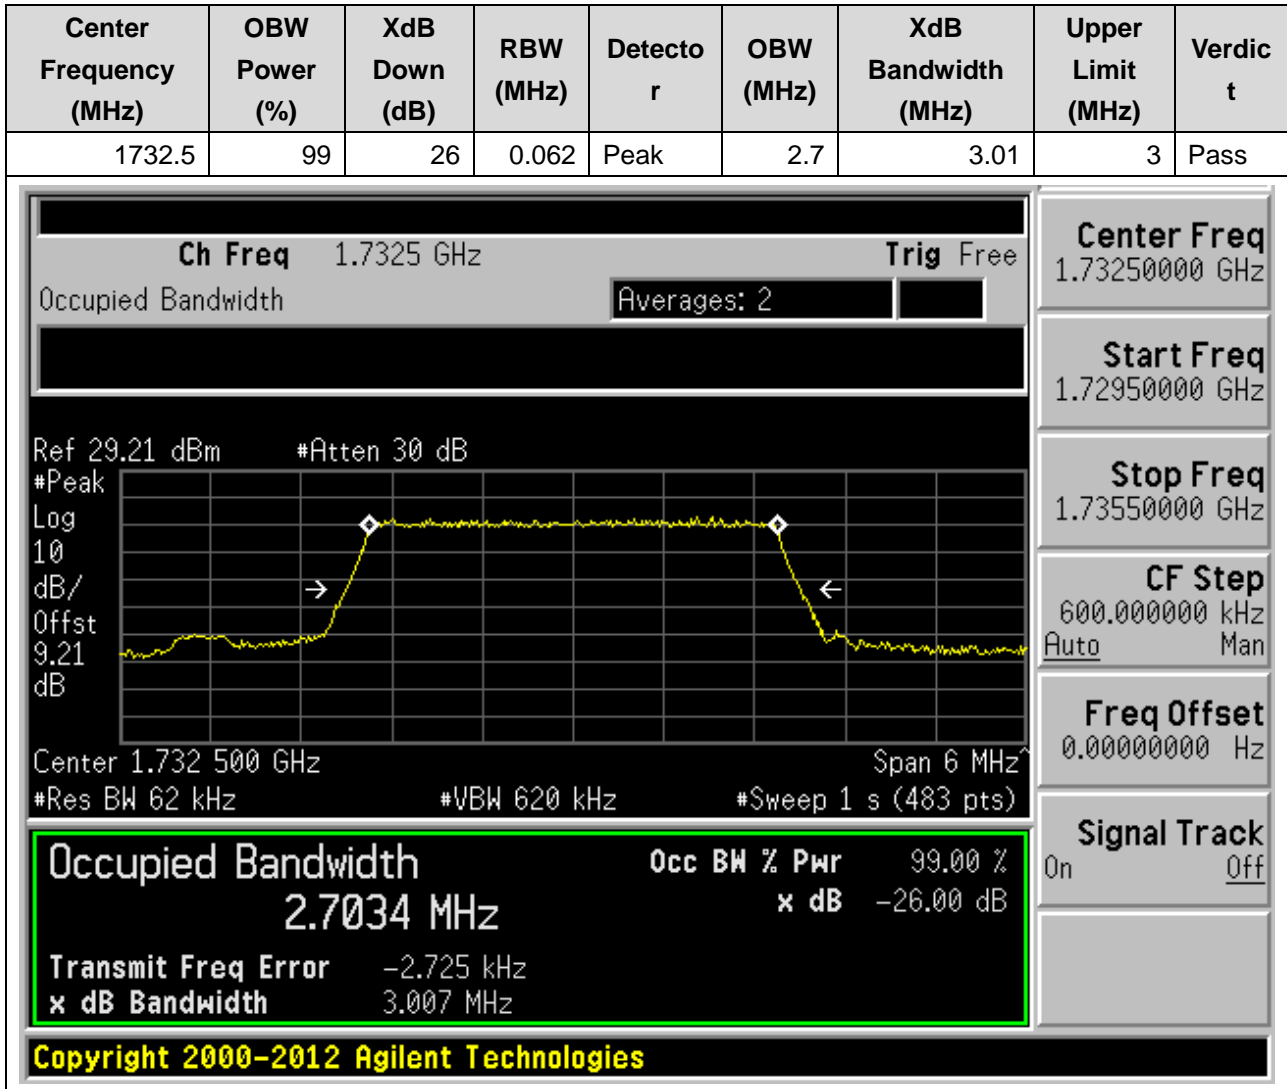 Center Frequency (MHz) OBW Power (%) XdB Down (dB) RBW (MHz) Detecto r OBW (MHz) XdB Bandwidth (MHz) Upper Limit (MHz) Verdic t
1732.5 99 26 0.062 Peak 2.7 3.01 3 Pass
Ch Freq 1.7325 GHz Trig Free
Occupied Bandwidth Averages: 2
Ref 29.21 dBm #Atten 30 dB
#Peak
Log
10
dB/
Offst
9.21
dB
Center 1.732 500 GHz Span 6 MHz^
#Res BW 62 kHz #VBW 620 kHz #Sweep 1 s (483 pts)
Occupied Bandwidth Occ BW % Pwr 99.00 %
2.7034 MHz x dB -26.00 dB
Transmit Freq Error -2.725 kHz
x dB Bandwidth 3.007 MHz
Copyright 2000-2012 Agilent Technologies
Center Freq
1.73250000 GHz
Start Freq
1.72950000 GHz
Stop Freq
1.73550000 GHz
CF Step
600.000000 kHz
Auto Man
Freq Offset
0.00000000 Hz
Signal Track
On Off